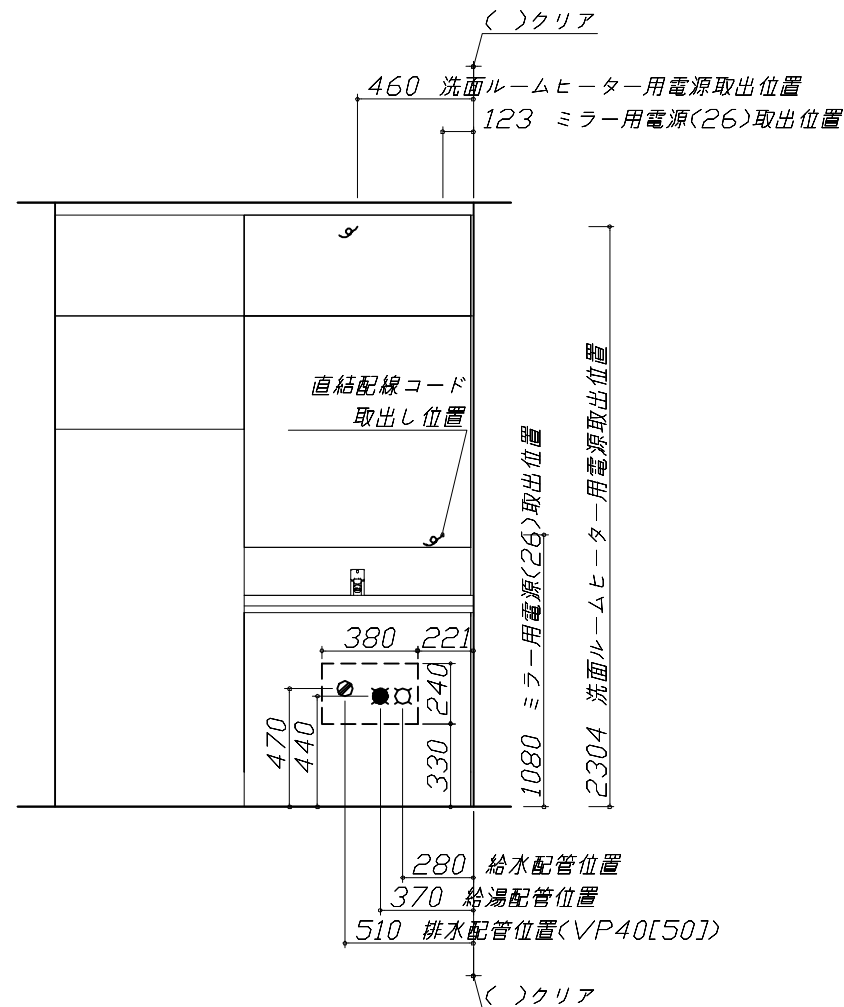 ( )クリア
460 洗面ルームヒーター用電源取出位置
123 ミラー用電源(26)取出位置
直結配線コード
取出し位置
1080 ミラー用電源(26)取出位置
2304 洗面ルームヒーター用電源取出位置
380
221
240
330
470
440
280 給水配管位置
370 給湯配管位置
510 排水配管位置(VP40[50])
( )クリア